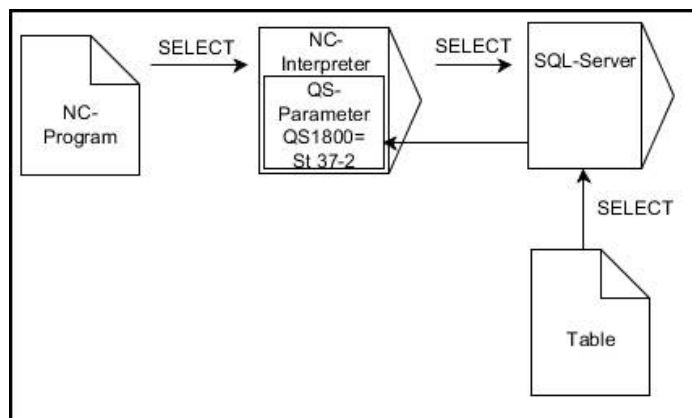 NC-
Program
SELECT
NC-
Interpreter
QS-
Parameter
QS1800=
St 37-2
SELECT
SQL-Server
SELECT
Table